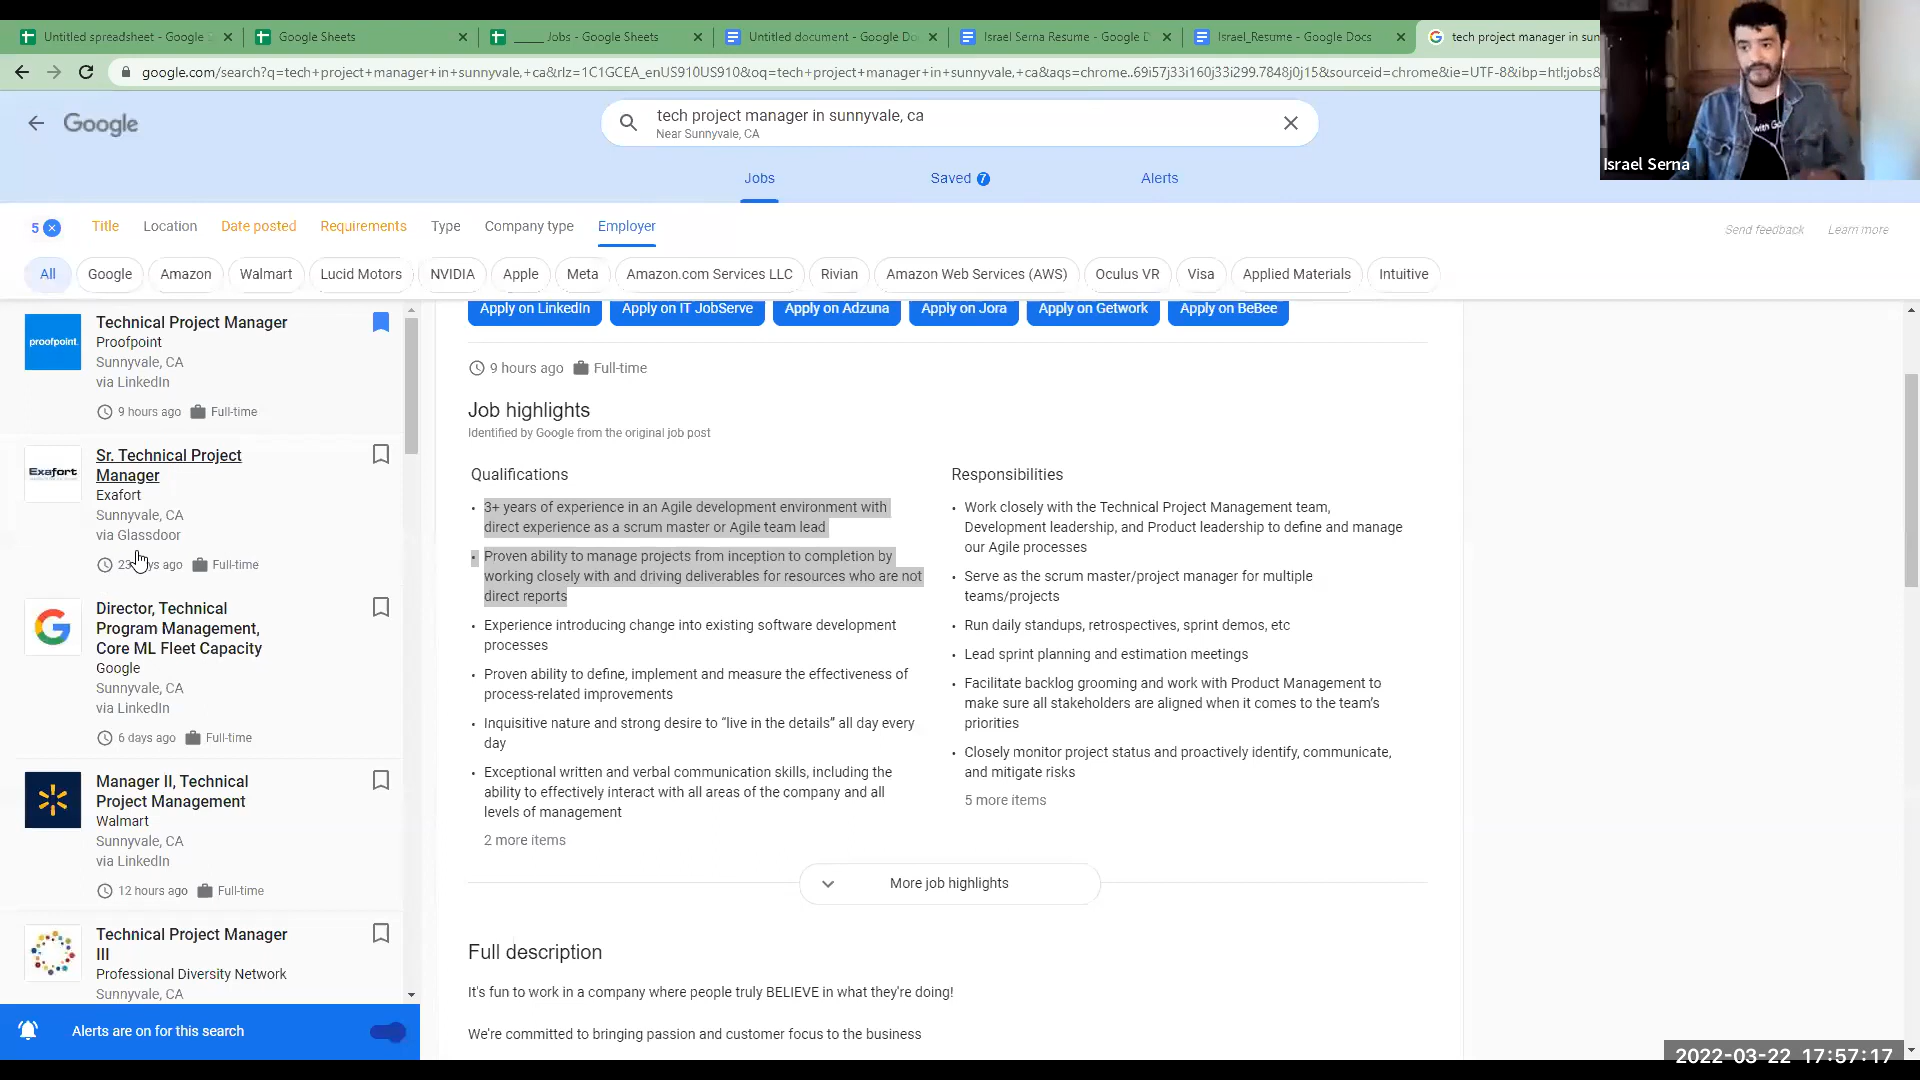 Untitled spreadsheet - Google S
Google Sheets
_____ Jobs - Google Sheets
Untitled document - Google Do
Israel Serna Resume - Google D
Israel_Resume - Google Docs
tech project manager in sun
google.com/search?q=tech+project+manager+in+sunnyvale,+ca&rlz=1C1GCEA_enUS910US910&oq=tech+project+manager+in+sunnyvale,+ca&aqs=chrome..69i57j33i160j33i299.7848j0j15&sourceid=chrome&ie=UTF-8&ibp=htl;jobs&
Israel Serna
Google
tech project manager in sunnyvale, ca
Near Sunnyvale, CA
Jobs
Saved 7
Alerts
5
Title
Location
Date posted
Requirements
Type
Company type
Employer
Send feedback
Learn more
All
Google
Amazon
Walmart
Lucid Motors
NVIDIA
Apple
Meta
Amazon.com Services LLC
Rivian
Amazon Web Services (AWS)
Oculus VR
Visa
Applied Materials
Intuitive
proofpoint.
Technical Project Manager
Proofpoint
Sunnyvale, CA
via LinkedIn
9 hours ago
Full-time
Exafort
Sr. Technical Project
Manager
Exafort
Sunnyvale, CA
via Glassdoor
ago
Full-time
Director, Technical
Program Management,
Core ML Fleet Capacity
Google
Sunnyvale, CA
via LinkedIn
6 days ago
Full-time
Manager II, Technical
Project Management
Walmart
Sunnyvale, CA
via LinkedIn
12 hours ago
Full-time
Technical Project Manager
III
Professional Diversity Network
Sunnyvale, CA
Alerts are on for this search
Apply on LinkedIn
Apply on IT JobServe
Apply on Adzuna
Apply on Jora
Apply on Getwork
Apply on BeBee
9 hours ago
Full-time
Job highlights
Identified by Google from the original job post
Qualifications
• 3+ years of experience in an Agile development environment with
direct experience as a scrum master or Agile team lead
• Proven ability to manage projects from inception to completion by
working closely with and driving deliverables for resources who are not
direct reports
• Experience introducing change into existing software development
processes
• Proven ability to define, implement and measure the effectiveness of
process-related improvements
• Inquisitive nature and strong desire to “live in the details” all day every
day
• Exceptional written and verbal communication skills, including the
ability to effectively interact with all areas of the company and all
levels of management
2 more items
Responsibilities
• Work closely with the Technical Project Management team,
Development leadership, and Product leadership to define and manage
our Agile processes
• Serve as the scrum master/project manager for multiple
teams/projects
• Run daily standups, retrospectives, sprint demos, etc
• Lead sprint planning and estimation meetings
• Facilitate backlog grooming and work with Product Management to
make sure all stakeholders are aligned when it comes to the team's
priorities
• Closely monitor project status and proactively identify, communicate,
and mitigate risks
5 more items
More job highlights
Full description
It's fun to work in a company where people truly BELIEVE in what they're doing!
We're committed to bringing passion and customer focus to the business
2022-03-22 17:57:17